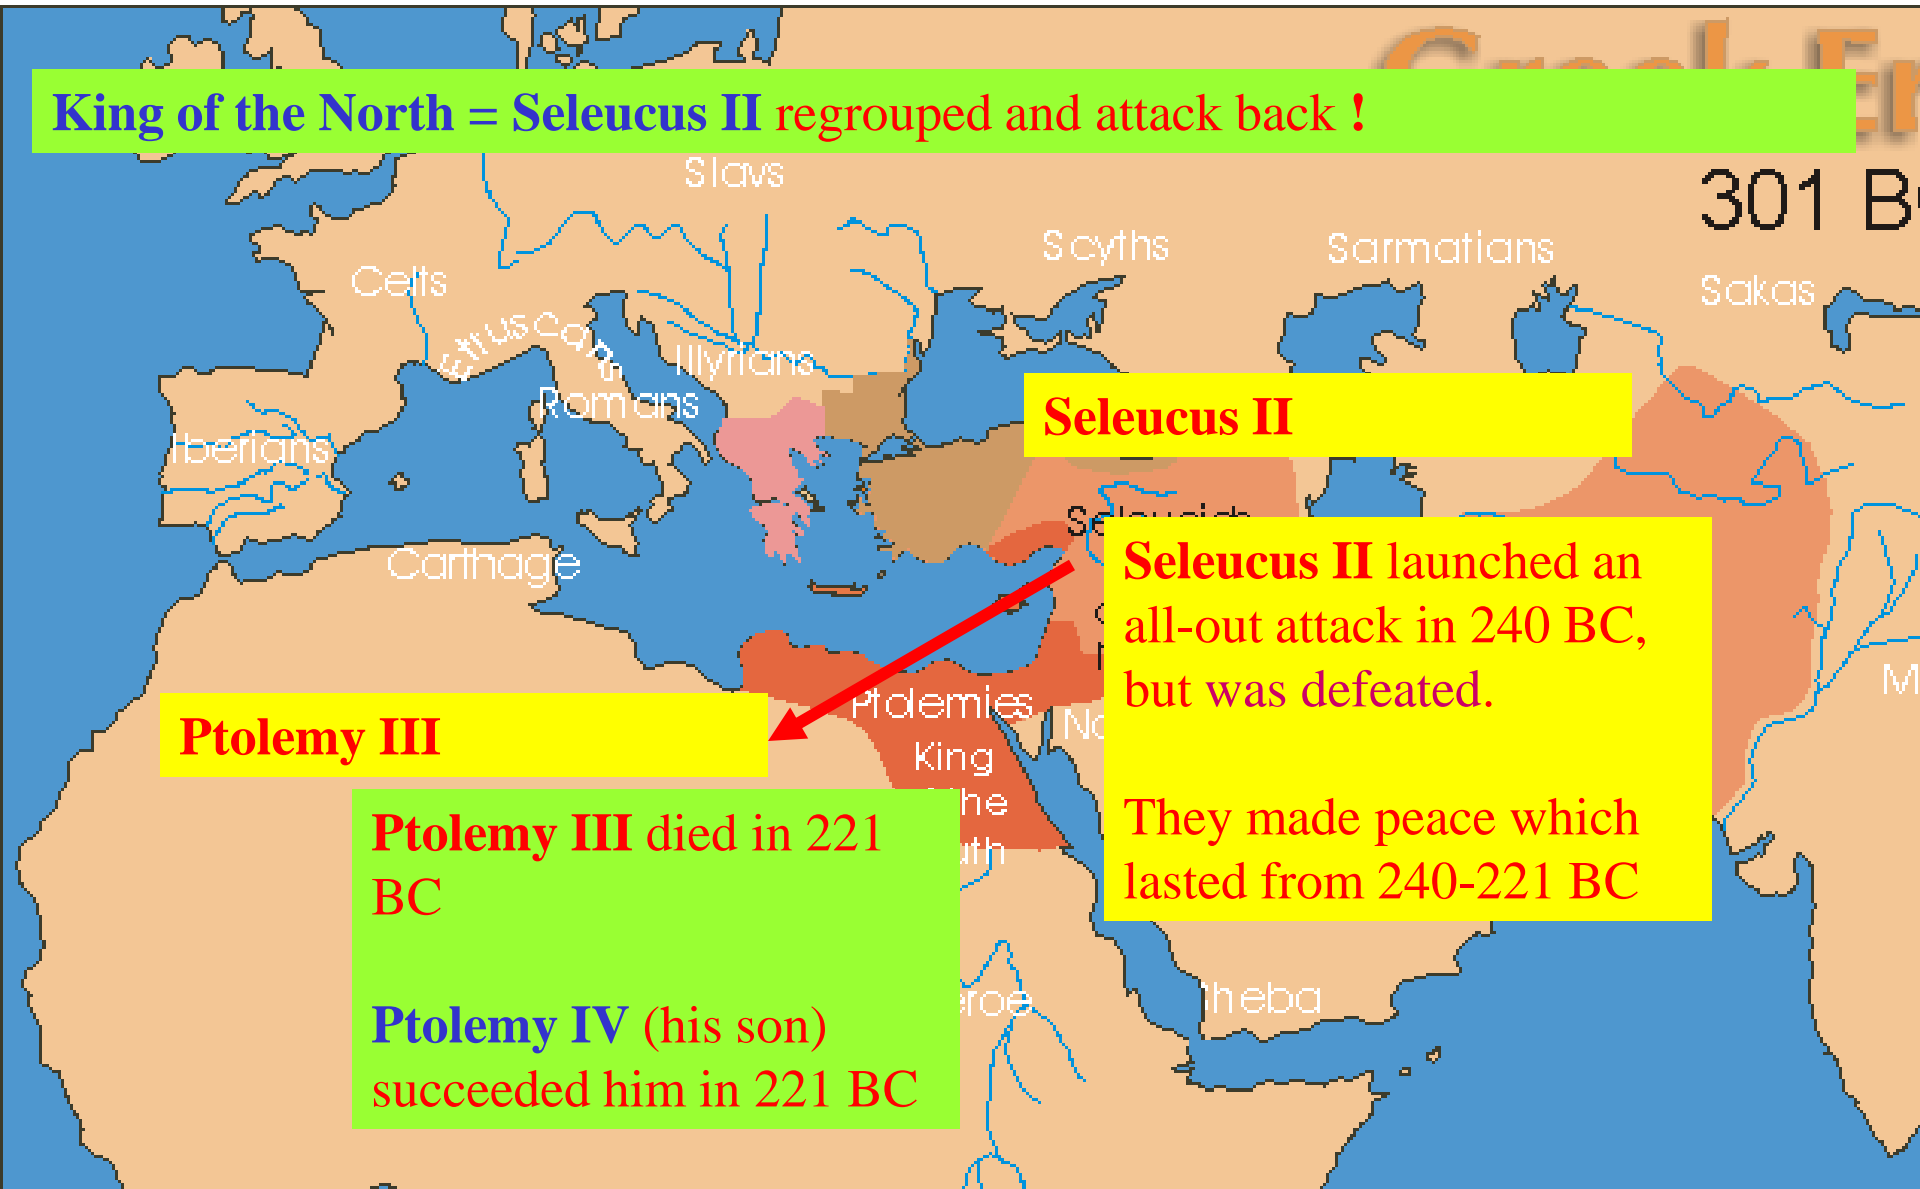 King of the North = Seleucus II regrouped and attack back !
Slavs
301 B
Scyths
Sarmatians
Celts
Sakas
Etruscans
Illyrians
Romans
Seleucus II
Iberians
Carthage
Seleucus II launched an
all-out attack in 240 BC,
but was defeated.
They made peace which
lasted from 240-221 BC
Ptolemies
King
Ptolemy III
Ptolemy III died in 221
BC
Ptolemy IV (his son)
succeeded him in 221 BC